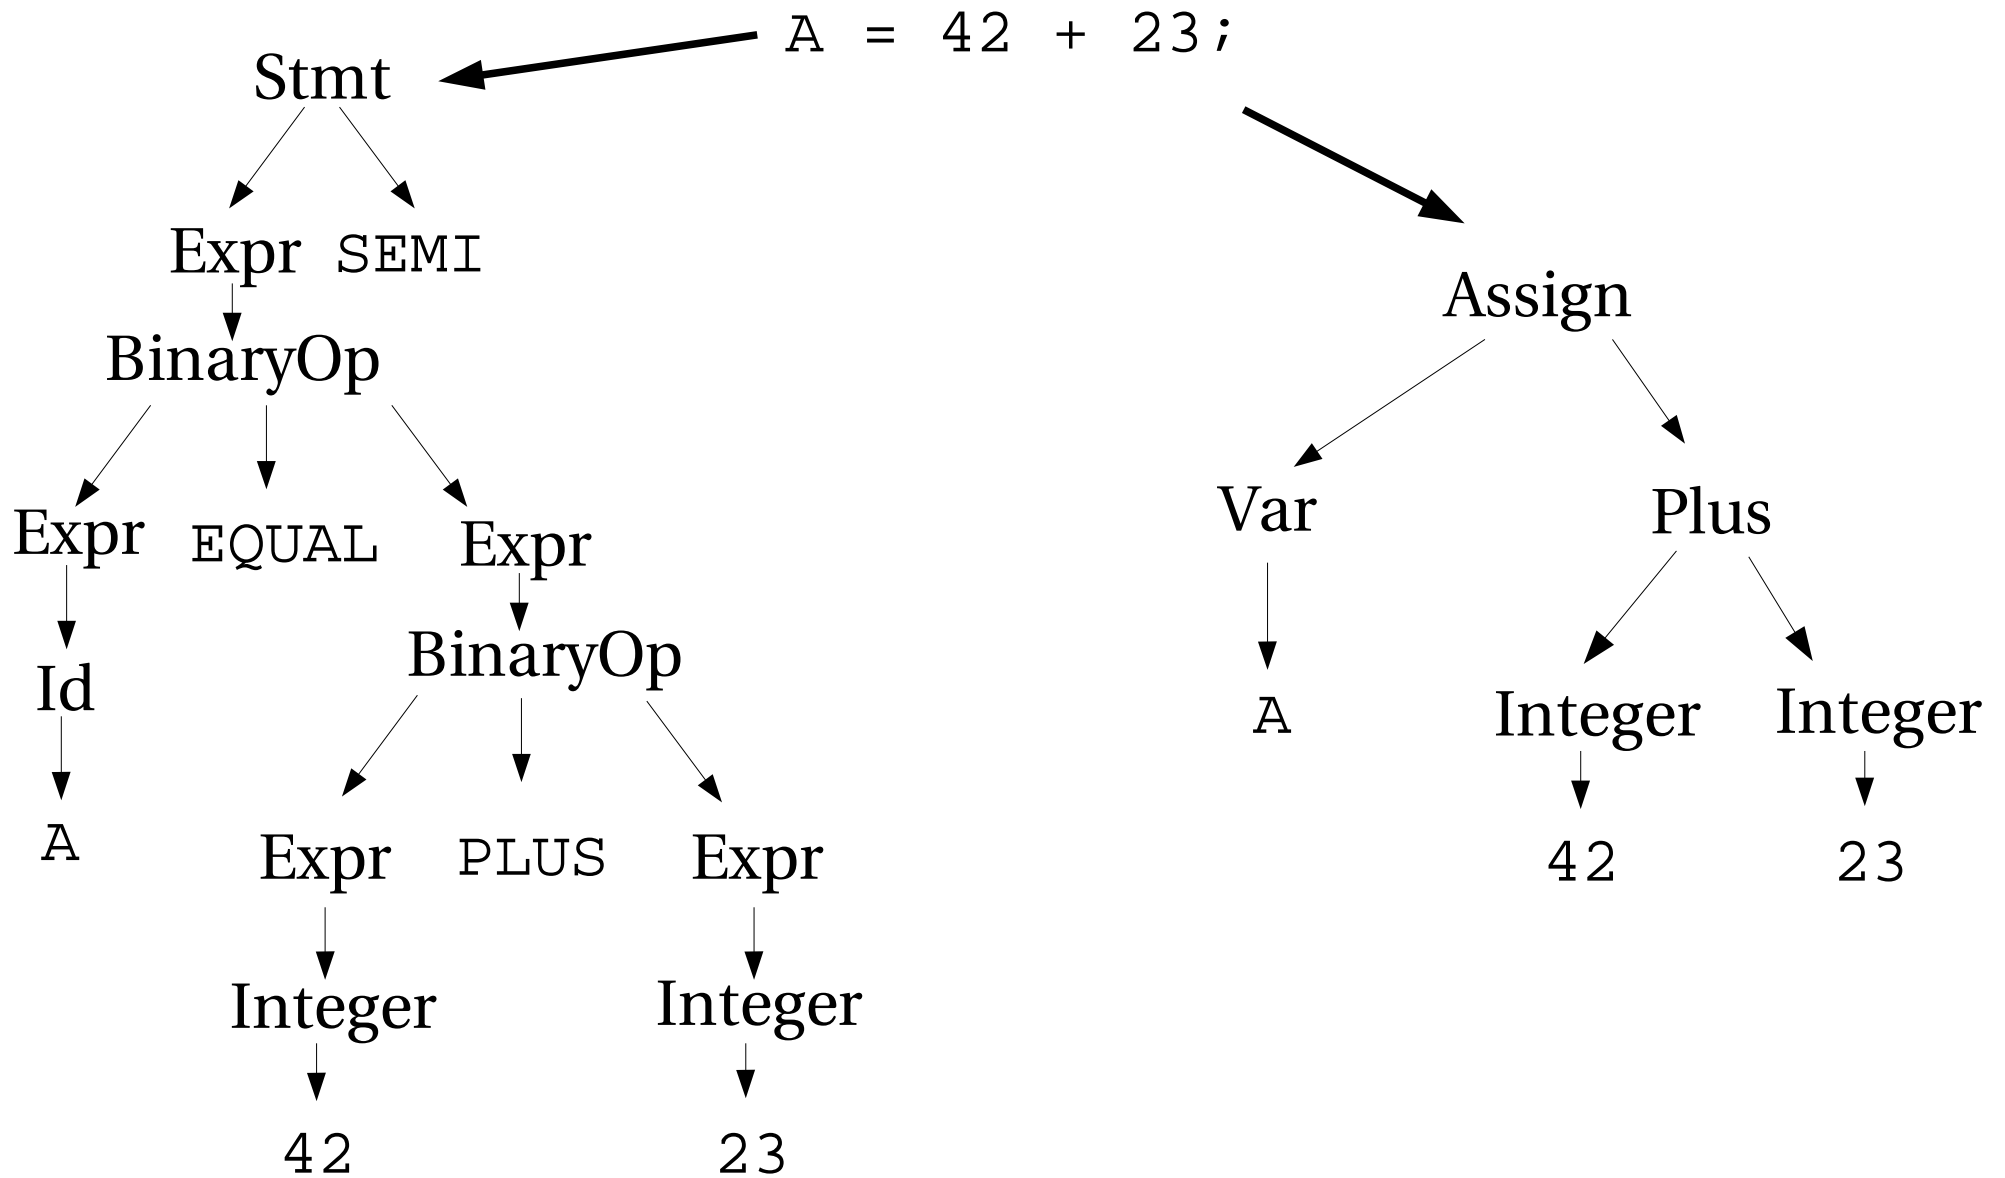 A = 42 + 23;
Stmt
Expr SEMI
Assign
BinaryOp
Var Plus
Expr EQUAL Expr
BinaryOp
Id
A Integer Integer
A
Expr PLUS Expr
42 23
Integer Integer
42 23